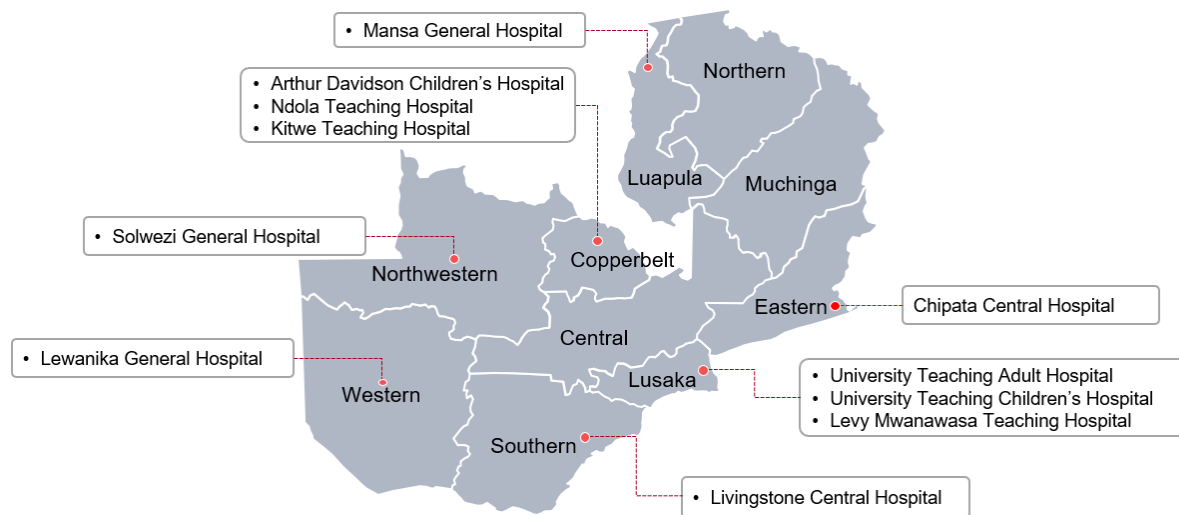 • Mansa General Hospital
Northern
• Arthur Davidson Children's Hospital
• Ndola Teaching Hospital
• Kitwe Teaching Hospital
Luapula
Muchinga
• Solwezi General Hospital
Copperbelt
Northwestern
Eastern
• Chipata Central Hospital
Central
• Lewanika General Hospital
Lusaka
Western
• University Teaching Adult Hospital
• University Teaching Children's Hospital
• Levy Mwanawasa Teaching Hospital
Southern
• Livingstone Central Hospital